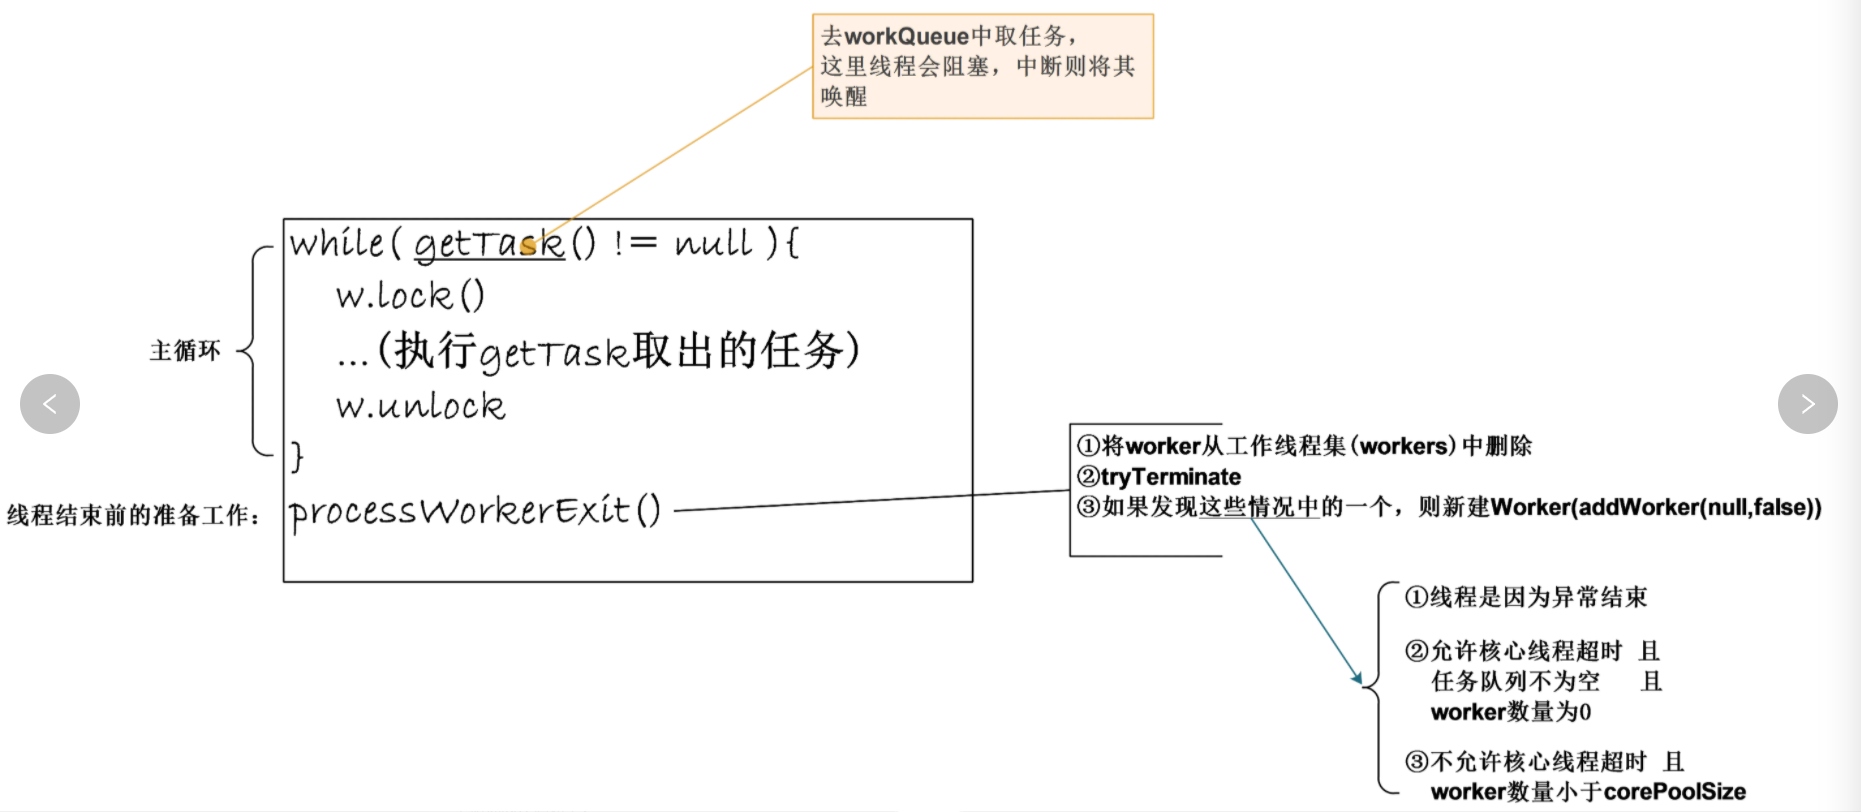 去workQueue中取任务，
这里线程会阻塞，中断则将其
唤醒
while( getTask() != null ){
w.lock()
主循环
...(执行getTask取出的任务)
w.unlock
}
线程结束前的准备工作：
processWorkerExit()
①将worker从工作线程集(workers)中删除
②tryTerminate
③如果发现这些情况中的一个，则新建Worker(addWorker(null,false))
①线程是因为异常结束
②允许核心线程超时 且
任务队列不为空 且
worker数量为0
③不允许核心线程超时 且
worker数量小于corePoolSize